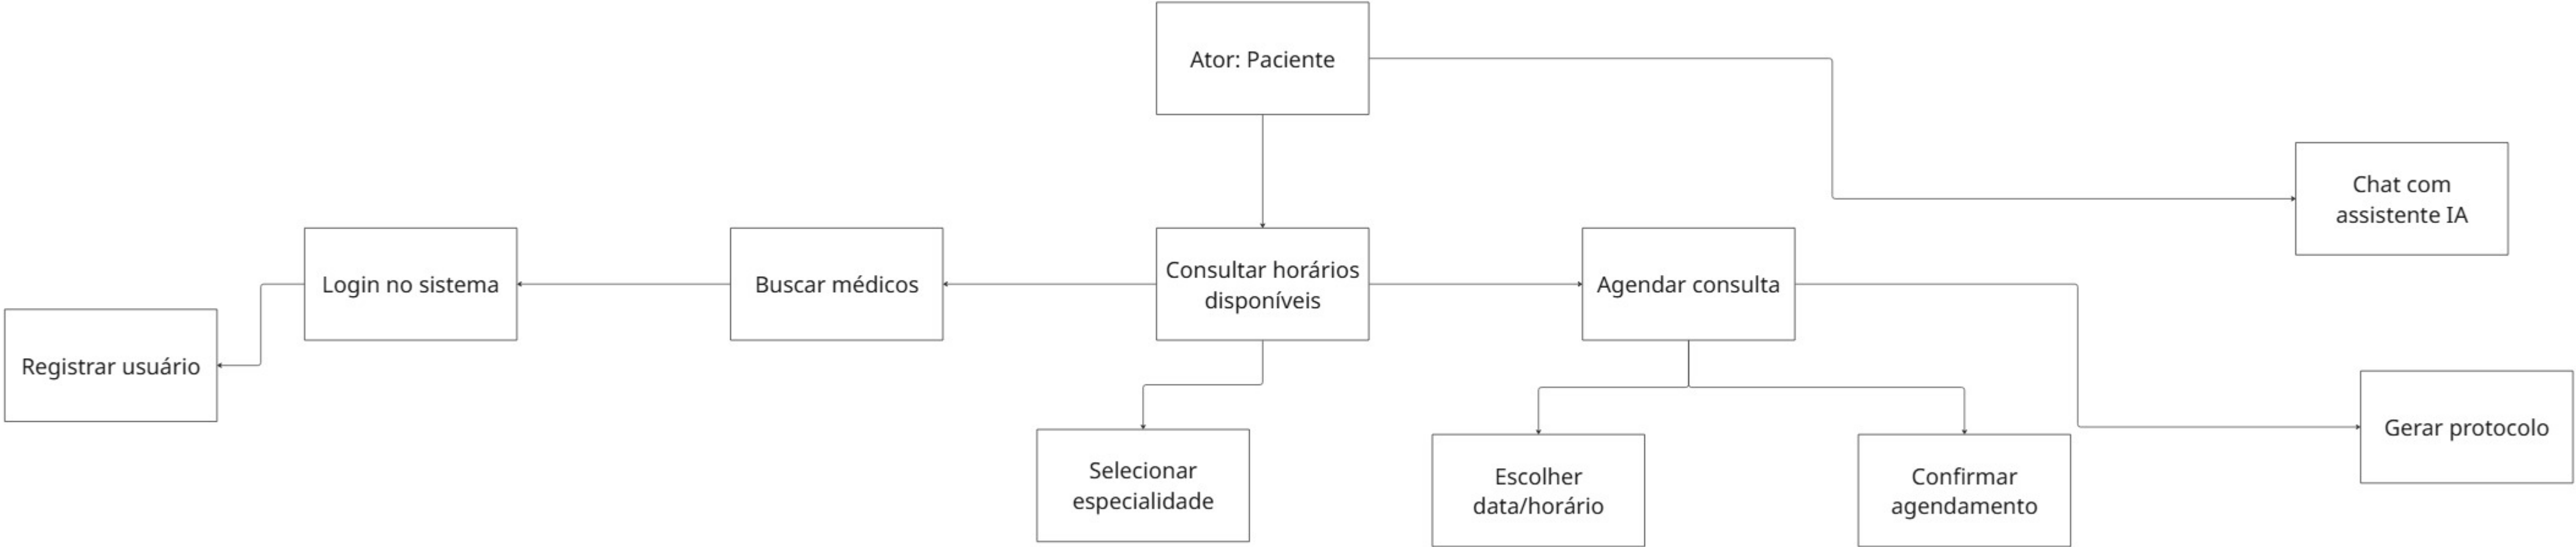 Ator: Paciente
Chat com
assistente IA
Login no sistema
Buscar médicos
Consultar horários
disponíveis
Agendar consulta
Registrar usuário
Gerar protocolo
Selecionar
especialidade
Escolher
data/horário
Confirmar
agendamento